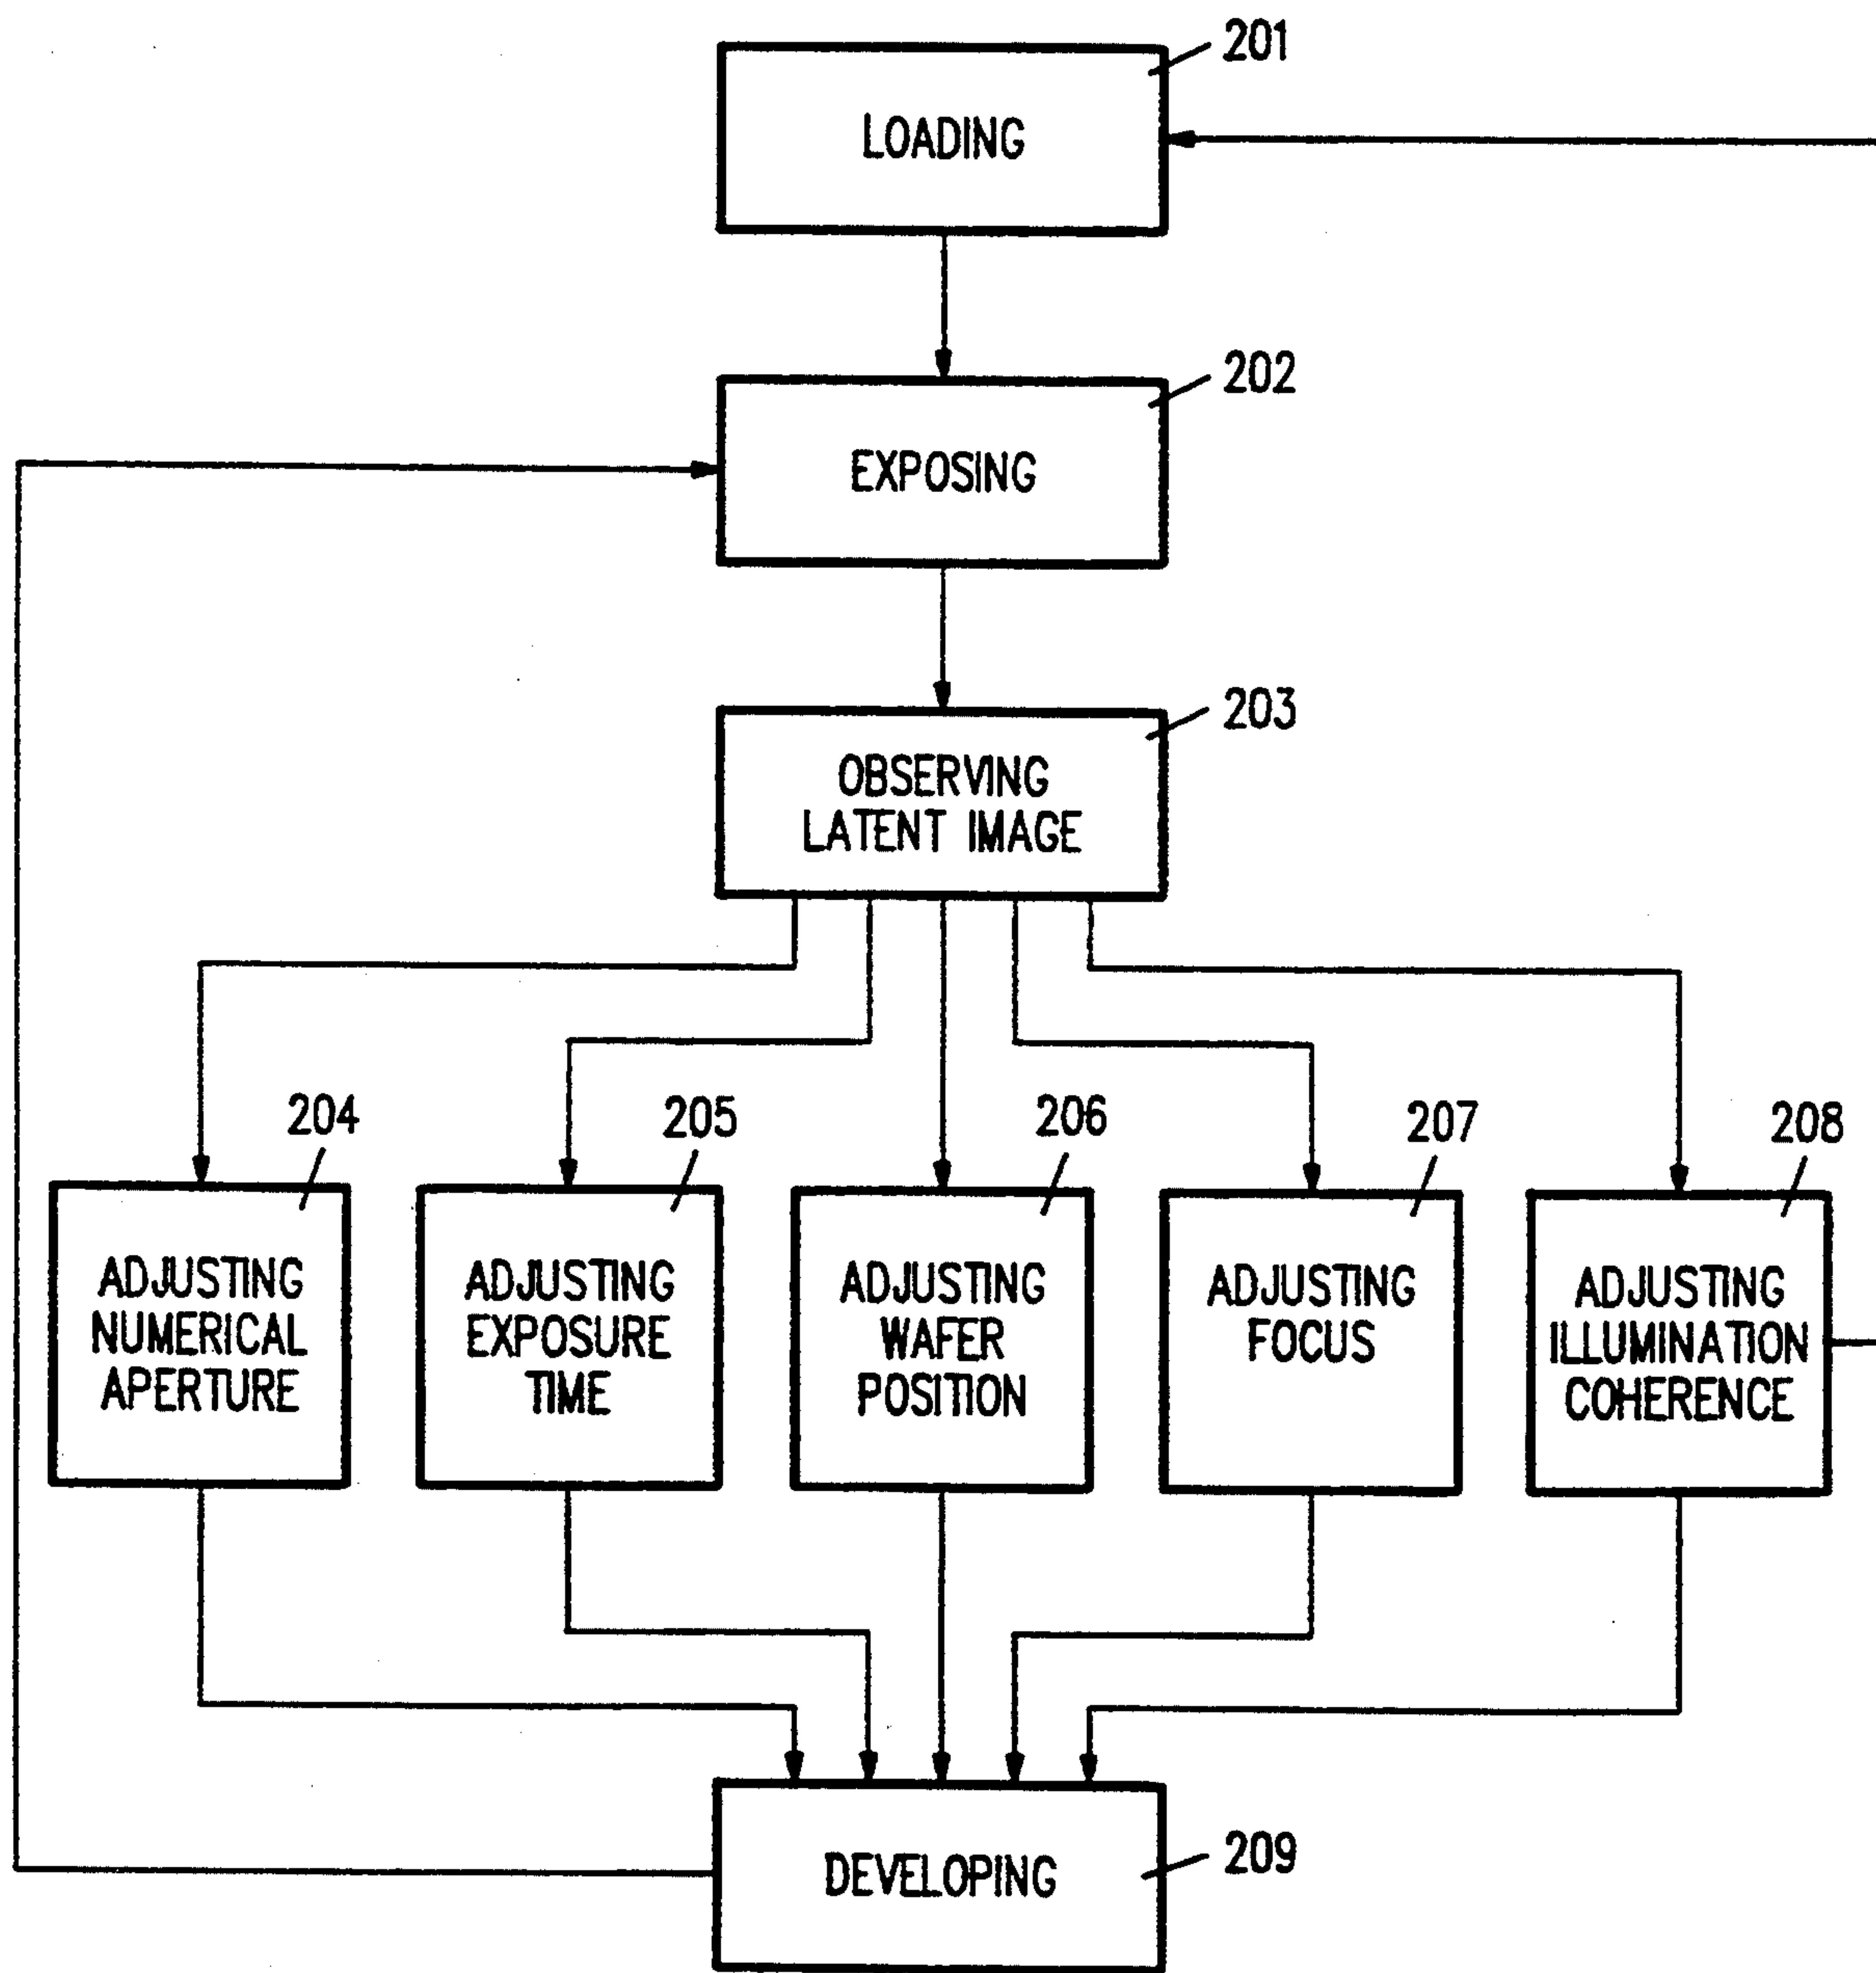 201
LOADING
202
EXPOSING
203
OBSERVING
LATENT IMAGE
204
ADJUSTING
NUMERICAL
APERTURE
205
ADJUSTING
EXPOSURE
TIME
206
ADJUSTING
WAFER
POSITION
207
ADJUSTING
FOCUS
208
ADJUSTING
ILLUMINATION
COHERENCE
209
DEVELOPING